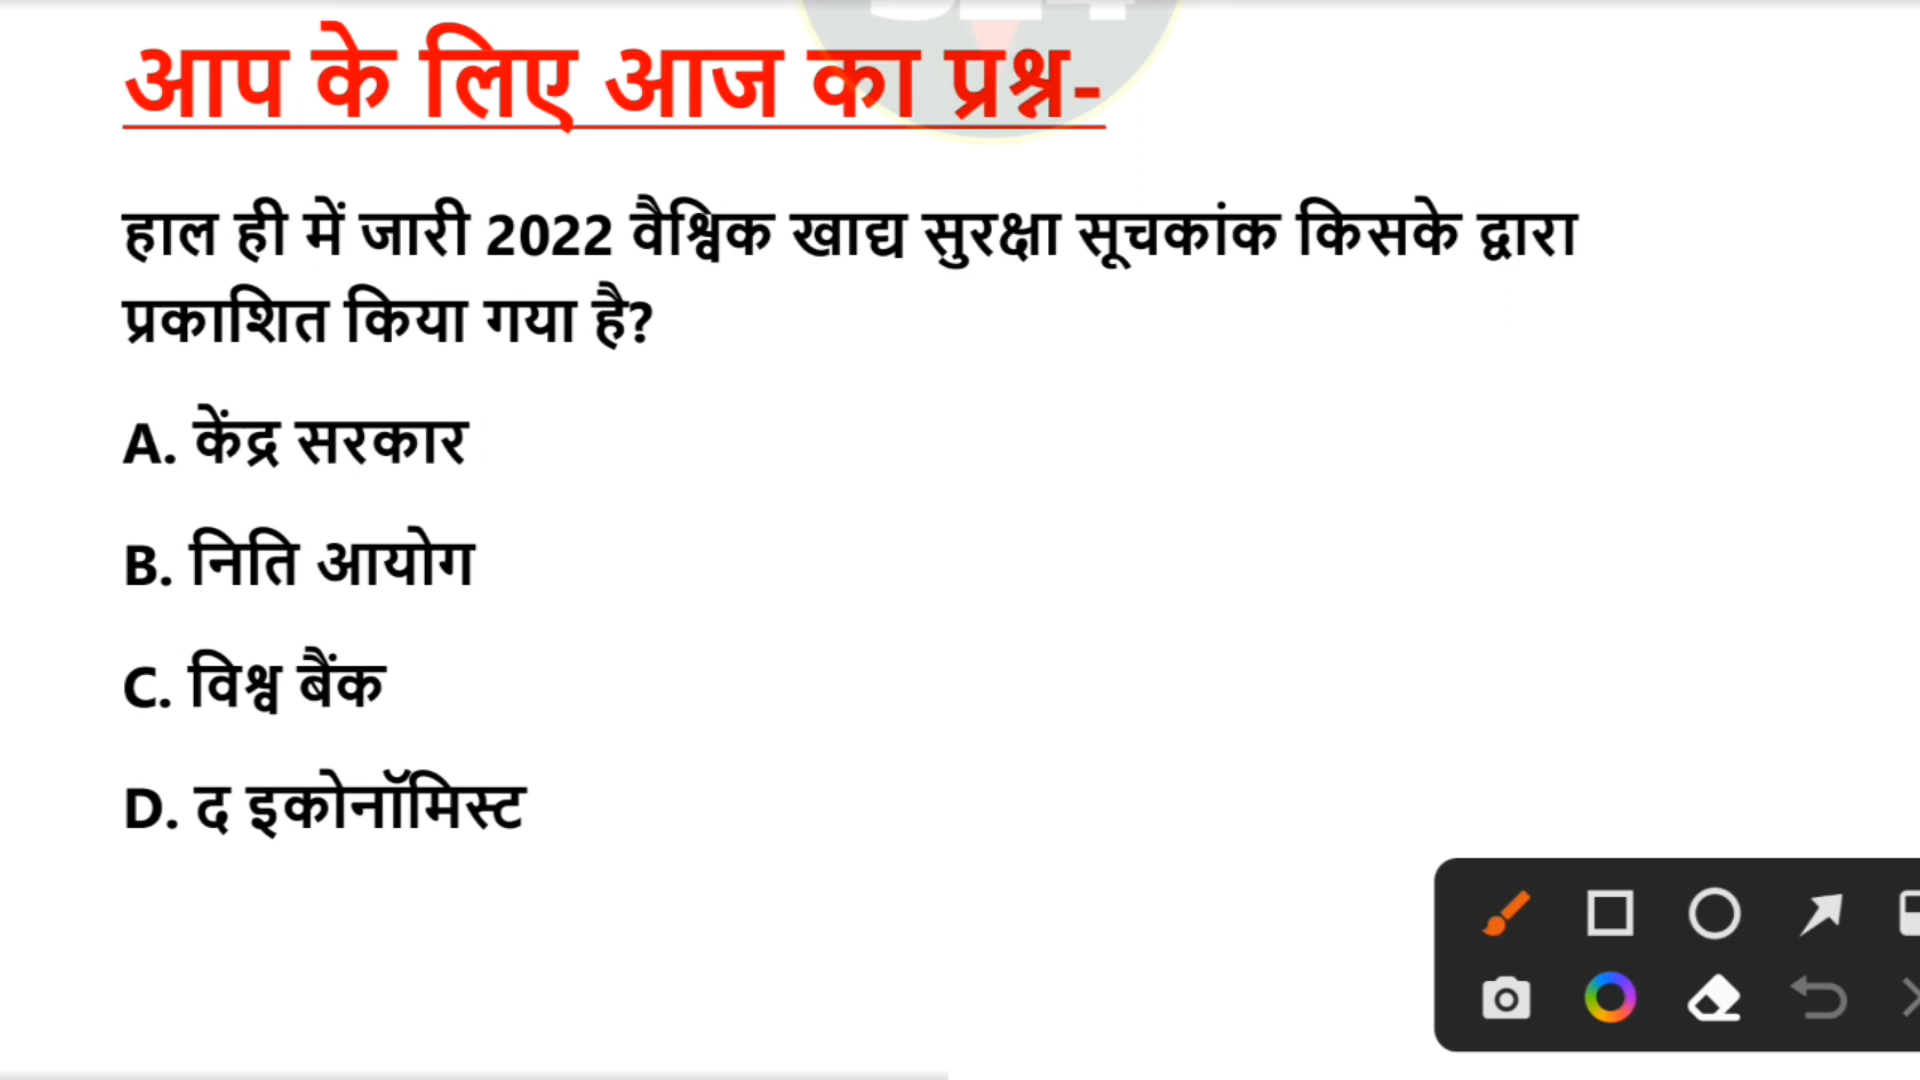 आप के लिए आज का प्रश्न-
हाल ही में जारी 2022 वैश्विक खाद्य सुरक्षा सूचकांक किसके द्वारा
प्रकाशित किया गया है?
A. केंद्र सरकार
B. निति आयोग
C. विश्व बैंक
D. द इकोनॉमिस्ट